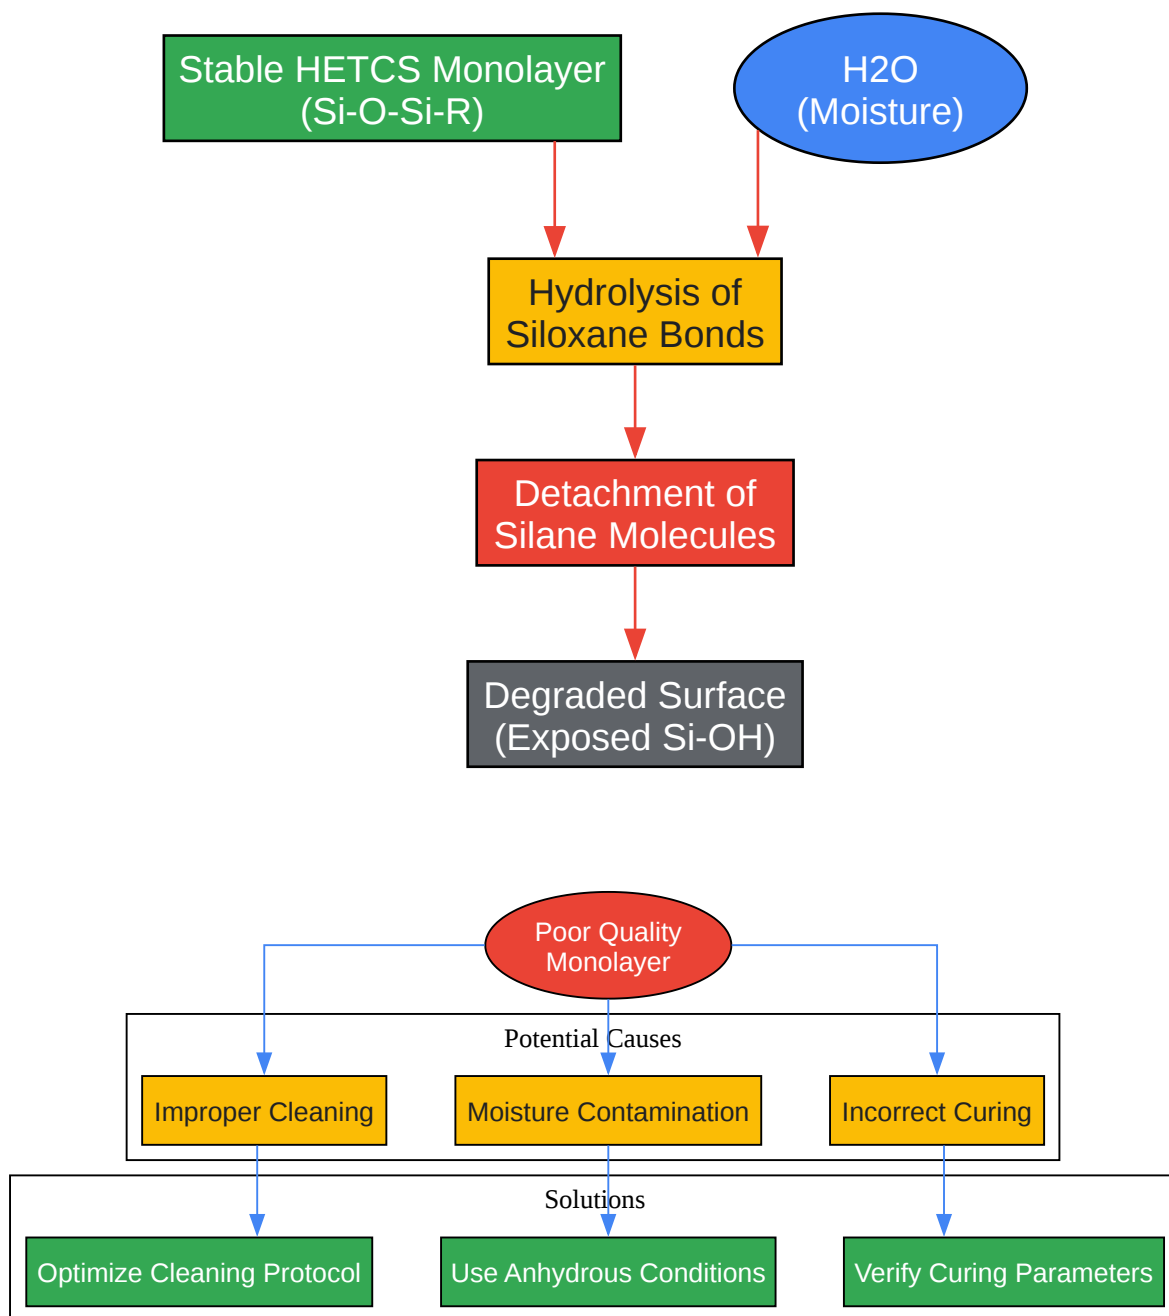 Stable HETCS Monolayer
(Si-O-Si-R)
H2O
(Moisture)
Hydrolysis of
Siloxane Bonds
Detachment of
Silane Molecules
Degraded Surface
(Exposed Si-OH)
Poor Quality
Monolayer
Potential Causes
Improper Cleaning
Moisture Contamination
Incorrect Curing
Solutions
Optimize Cleaning Protocol
Use Anhydrous Conditions
Verify Curing Parameters